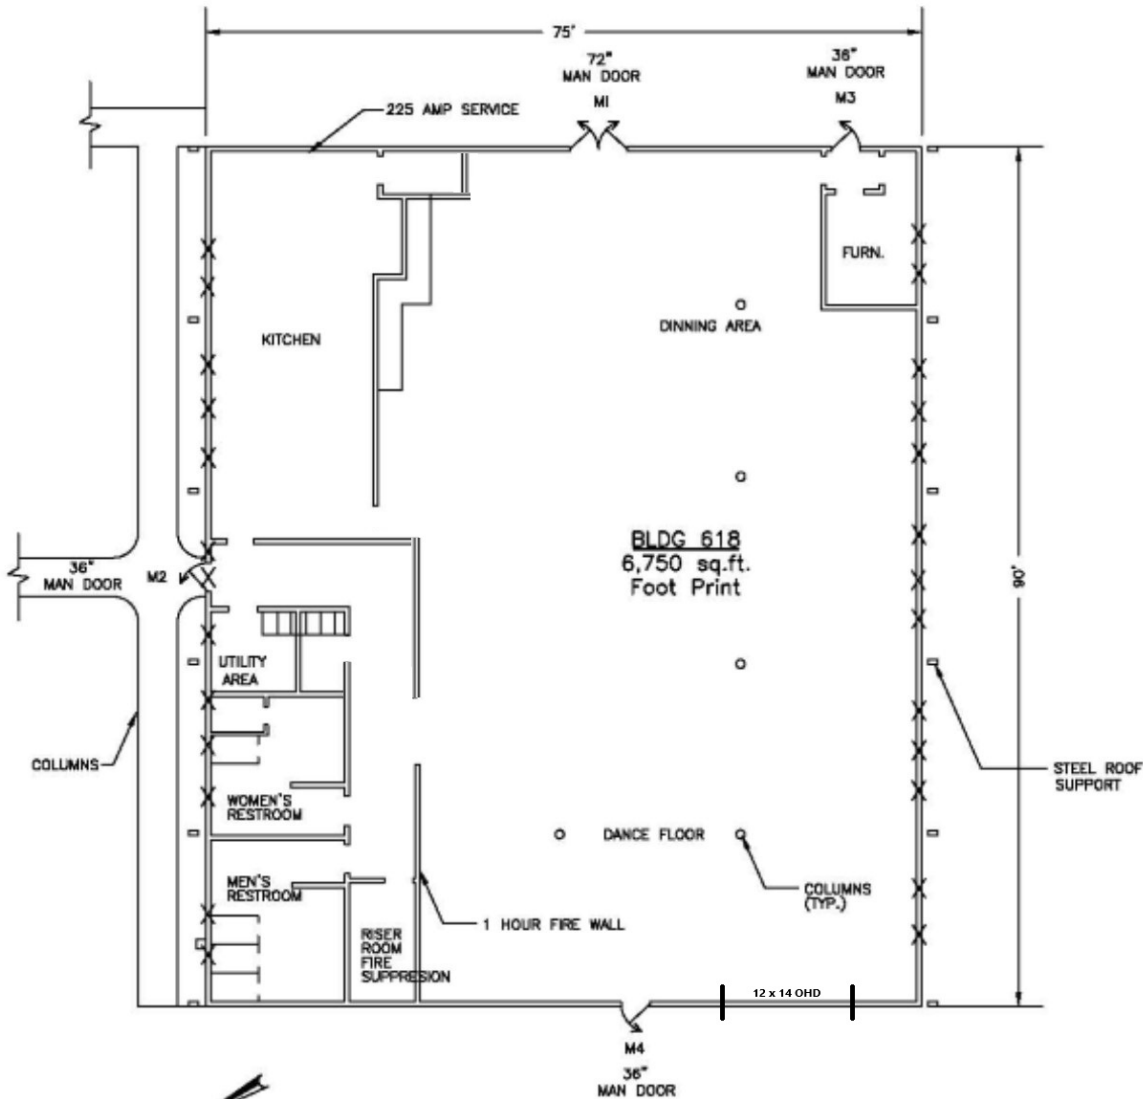 75'
72"
MAN DOOR
M1
36"
MAN DOOR
M3
225 AMP SERVICE
FURN.
KITCHEN
DINNING AREA
BLDG 618
6,750 sq.ft.
Foot Print
36"
MAN DOOR
M2
90'
UTILITY
AREA
COLUMNS
STEEL ROOF
SUPPORT
WOMEN'S
RESTROOM
DANCE FLOOR
MEN'S
RESTROOM
COLUMNS
(TYP.)
1 HOUR FIRE WALL
RISER
ROOM
FIRE
SUPPRESION
12 x 14 OHD
M4
36"
MAN DOOR